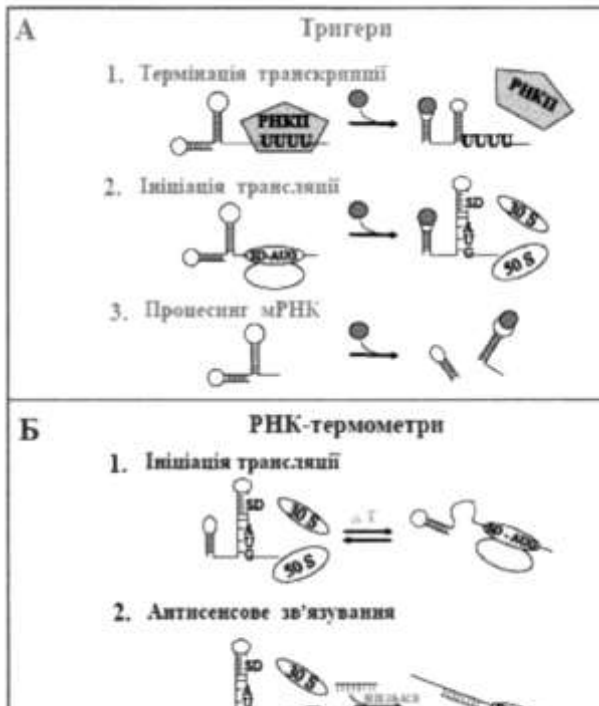 А
Тригери
1. Термінація транскрипції
РНКП
UUUU
РНКП
UUUU
2. Ініціація трансляції
SD-AUG
SD
A
U
G
30 S
50 S
3. Процесинг мРНК
Б
РНК-термометри
1. Ініціація трансляції
SD
A
U
G
30 S
50 S
Δ T
SD - AUG
2. Антисенсове зв'язування
SD
A
30 S